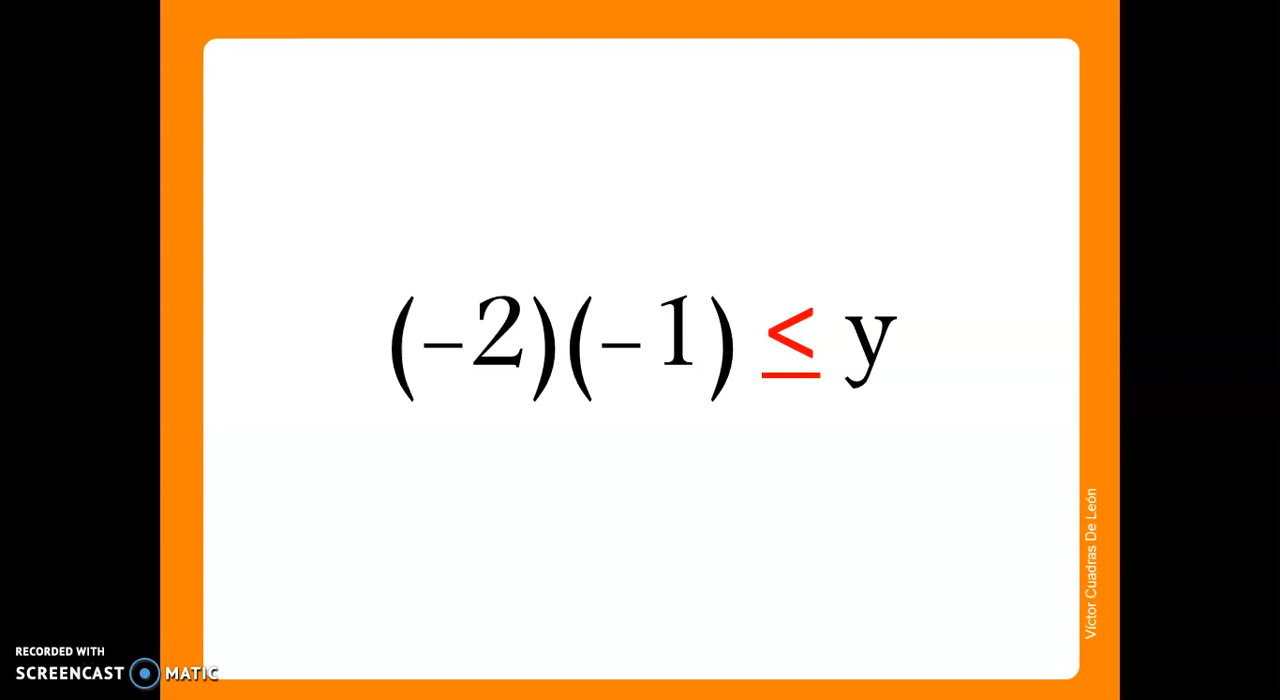 (−2)(−1) ≤ y
Víctor Cuadras De León
RECORDED WITH
SCREENCAST MATIC